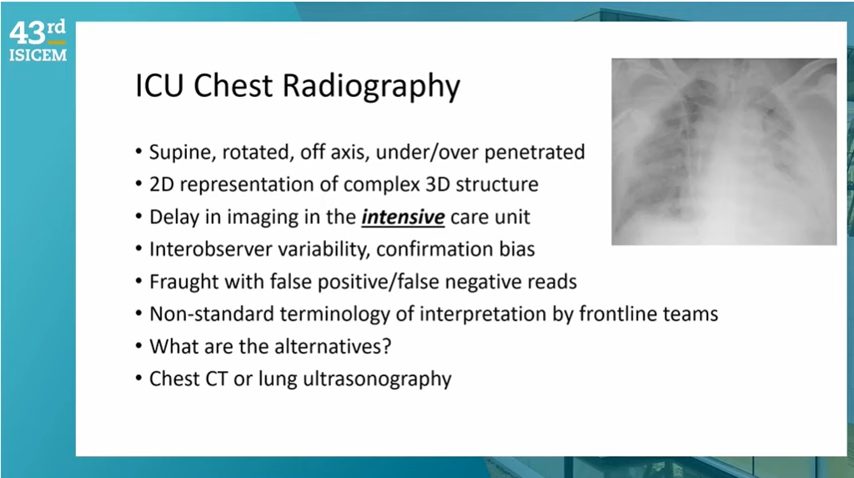 43rd
ISICEM
ICU Chest Radiography
• Supine, rotated, off axis, under/over penetrated
• 2D representation of complex 3D structure
• Delay in imaging in the intensive care unit
• Interobserver variability, confirmation bias
• Fraught with false positive/false negative reads
• Non-standard terminology of interpretation by frontline teams
• What are the alternatives?
• Chest CT or lung ultrasonography